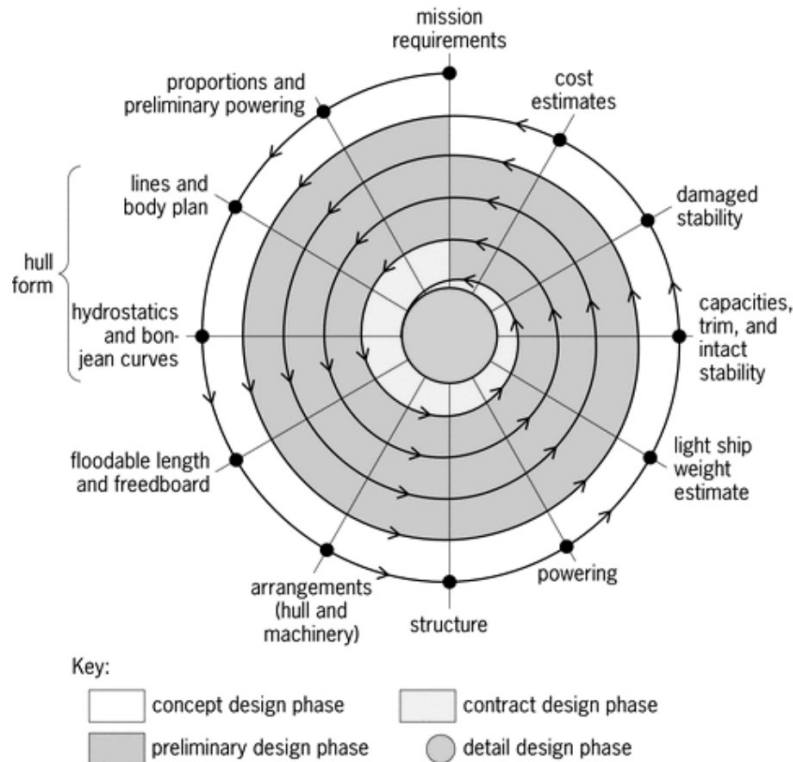 mission
requirements
cost
estimates
proportions and
preliminary powering
lines and
body plan
damaged
stability
hull
form
hydrostatics
and bon-
jean curves
capacities,
trim, and
intact
stability
floodable length
and freedboard
light ship
weight
estimate
arrangements
(hull and
machinery)
powering
structure
Key:
concept design phase
contract design phase
preliminary design phase
detail design phase